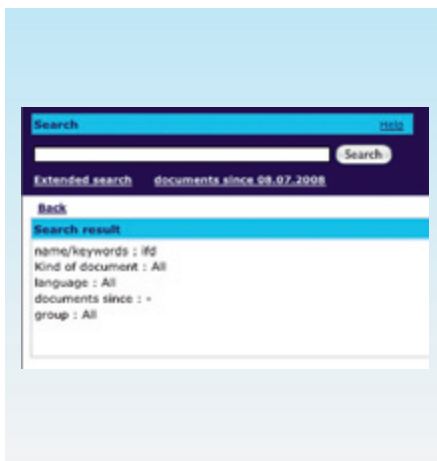 Search Help
Search
Extended search documents since 08.07.2008
Back
Search result
name/keywords : ifd
Kind of document : All
language : All
documents since : -
group : All